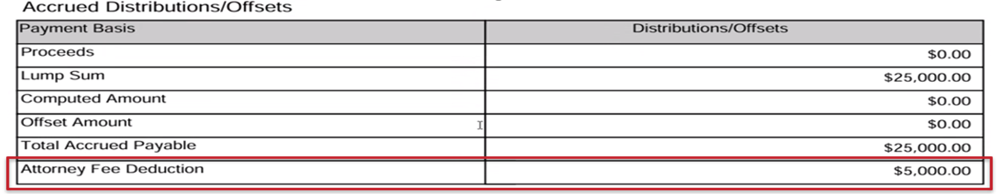 Accrued Distributions/Offsets
Payment Basis Distributions/Offsets
Proceeds $0.00
Lump Sum $25,000.00
Computed Amount $0.00
Offset Amount $0.00
Total Accrued Payable $25,000.00
Attorney Fee Deduction $5,000.00